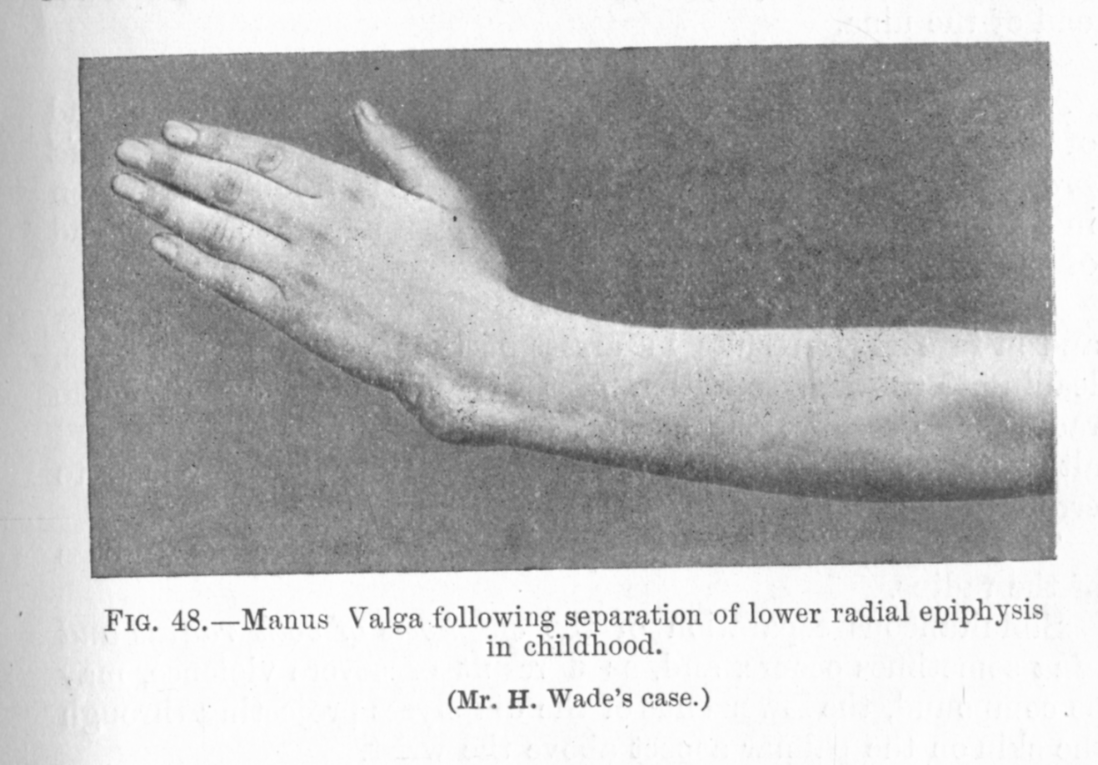 Fig. 48.—Manus Valga following separation of lower radial epiphysis
in childhood.
(Mr. H. Wade's case.)